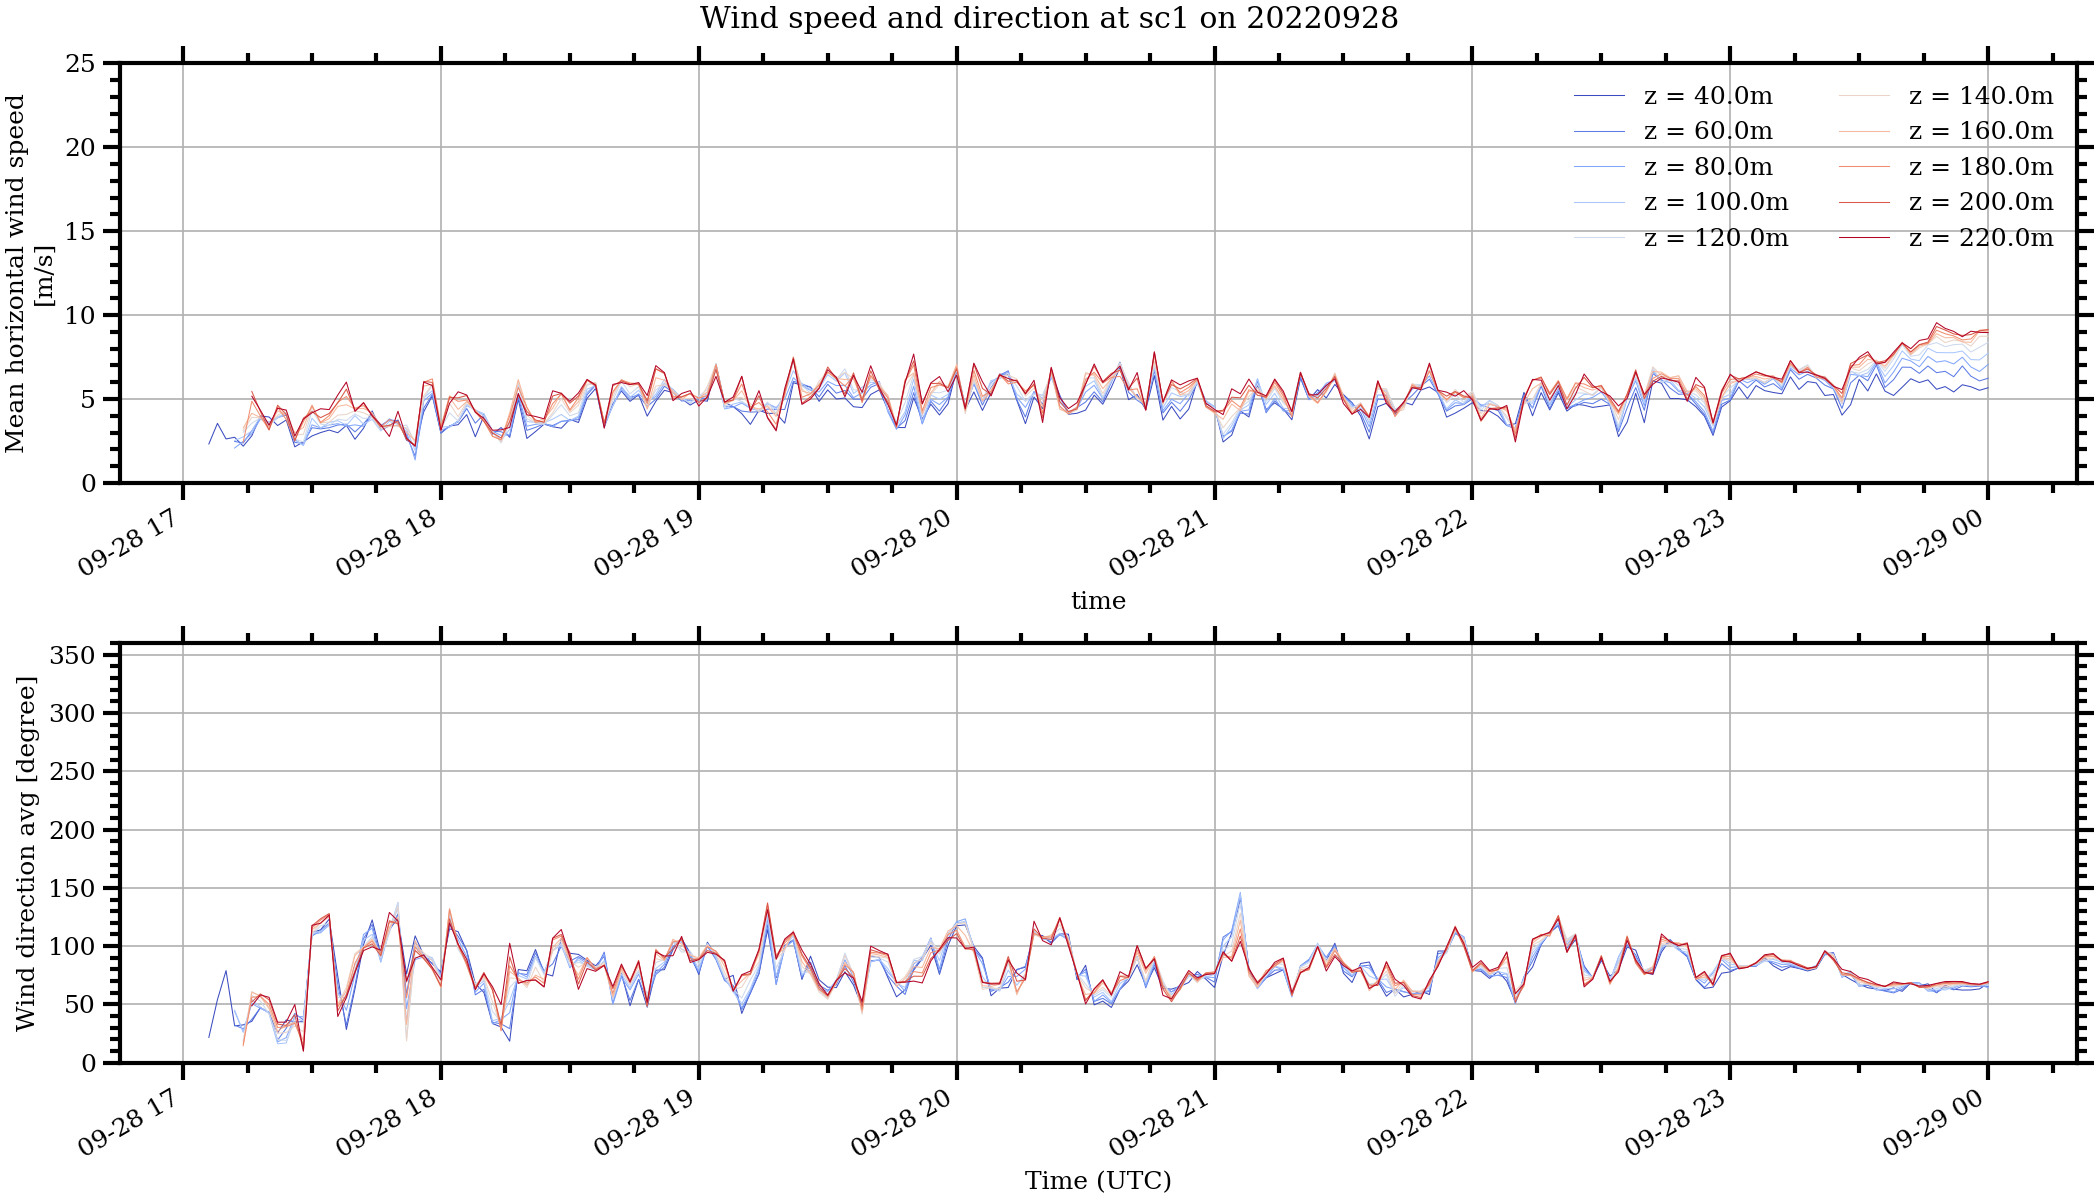 Wind speed and direction at sc1 on 20220928
Mean horizontal wind speed
[m/s]
25
20
15
10
5
0
z = 40.0m
z = 60.0m
z = 80.0m
z = 100.0m
z = 120.0m
z = 140.0m
z = 160.0m
z = 180.0m
z = 200.0m
z = 220.0m
09-28 17
09-28 18
09-28 19
09-28 20
09-28 21
09-28 22
09-28 23
09-29 00
time
Wind direction avg [degree]
350
300
250
200
150
100
50
0
09-28 17
09-28 18
09-28 19
09-28 20
09-28 21
09-28 22
09-28 23
09-29 00
Time (UTC)